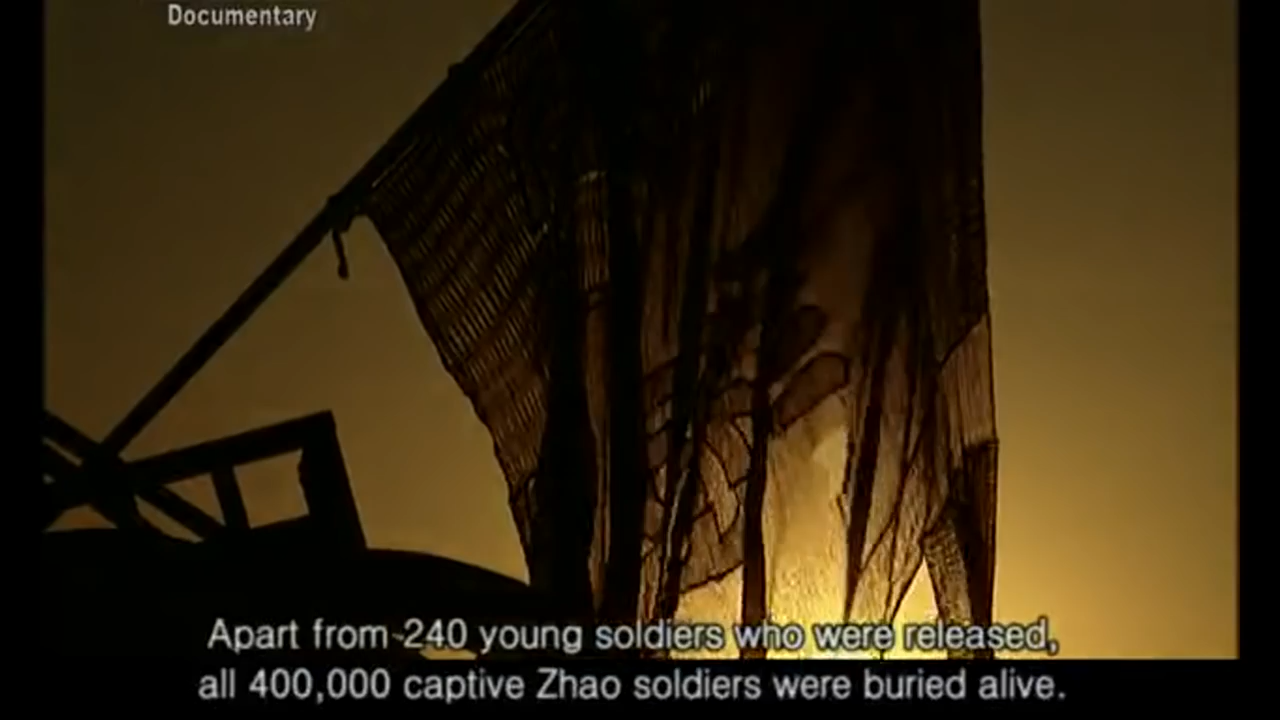 Documentary
Apart from 240 young soldiers who were released,
all 400,000 captive Zhao soldiers were buried alive.